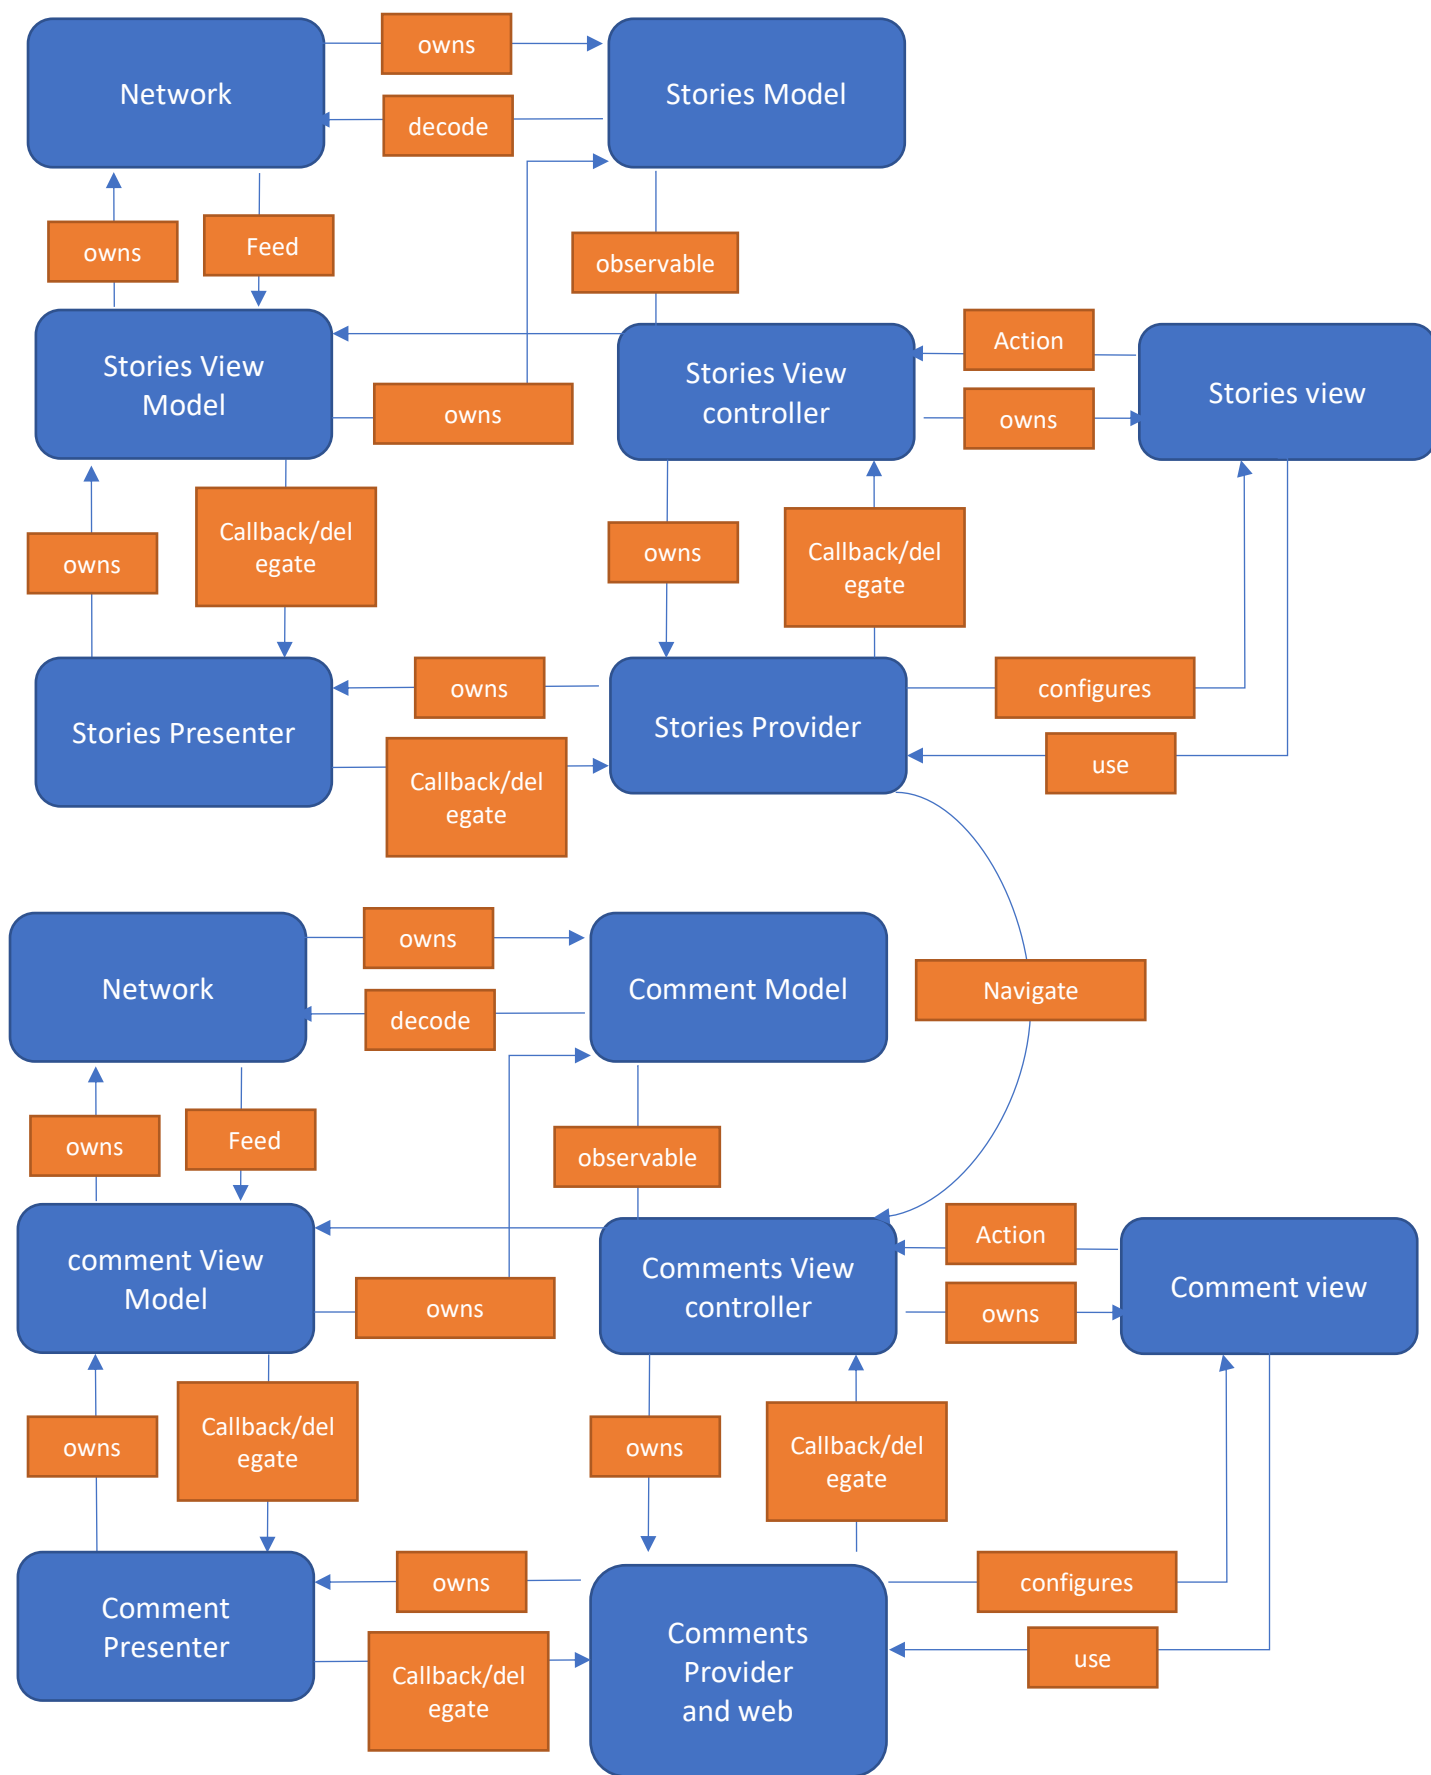 owns
Network
Stories Model
decode
owns
Feed
observable
Stories View
Model
owns
Stories View
controller
Action
owns
Stories view
owns
Callback/del
egate
owns
Callback/del
egate
Stories Presenter
owns
Callback/del
egate
Stories Provider
configures
use
Navigate
owns
Network
Comment Model
decode
owns
Feed
observable
comment View
Model
owns
Comments View
controller
Action
owns
Comment view
owns
Callback/del
egate
owns
Callback/del
egate
Comment
Presenter
owns
Callback/del
egate
Comments
Provider
and web
configures
use